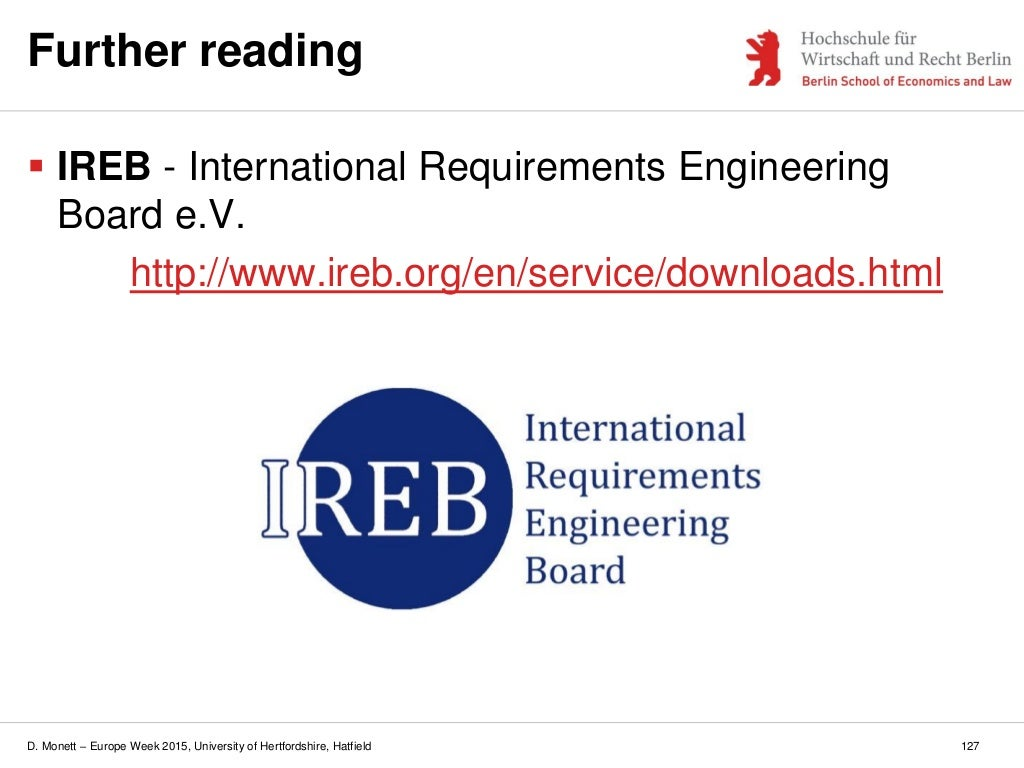 Further reading
Hochschule für
Wirtschaft und Recht Berlin
Berlin School of Economics and Law
▪ IREB - International Requirements Engineering
Board e.V.
http://www.ireb.org/en/service/downloads.html
IREB
International
Requirements
Engineering
Board
D. Monett – Europe Week 2015, University of Hertfordshire, Hatfield
127